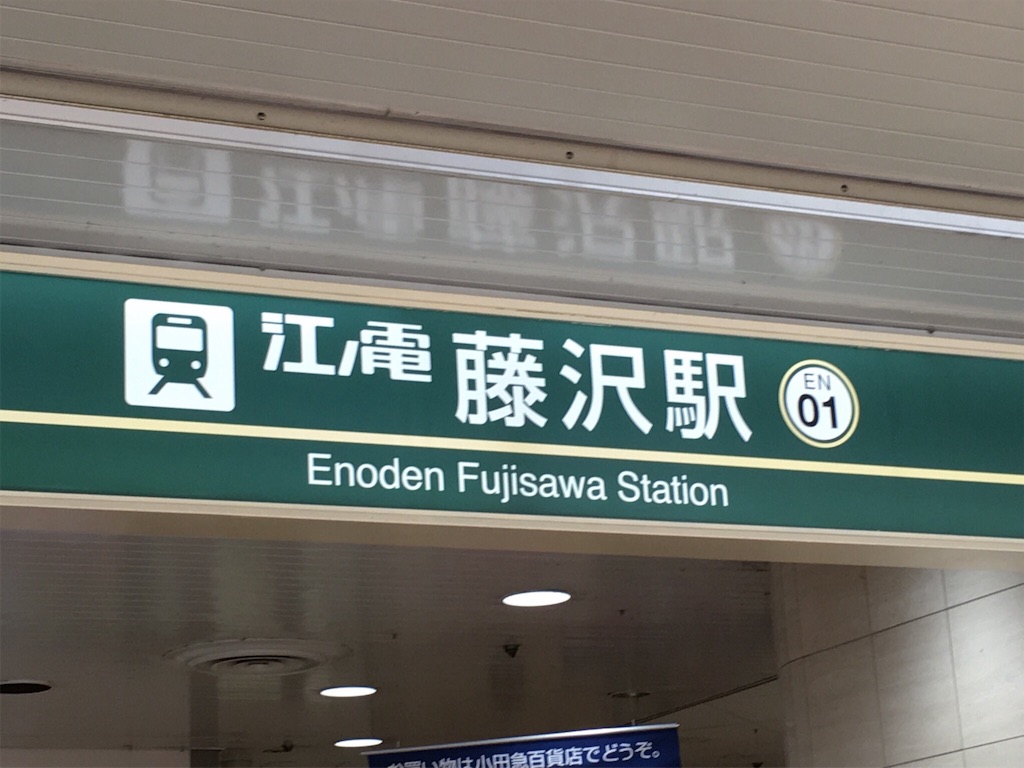 江ノ電 藤沢駅 EN 01
Enoden Fujisawa Station
お買い物は小田急百貨店でどうぞ。